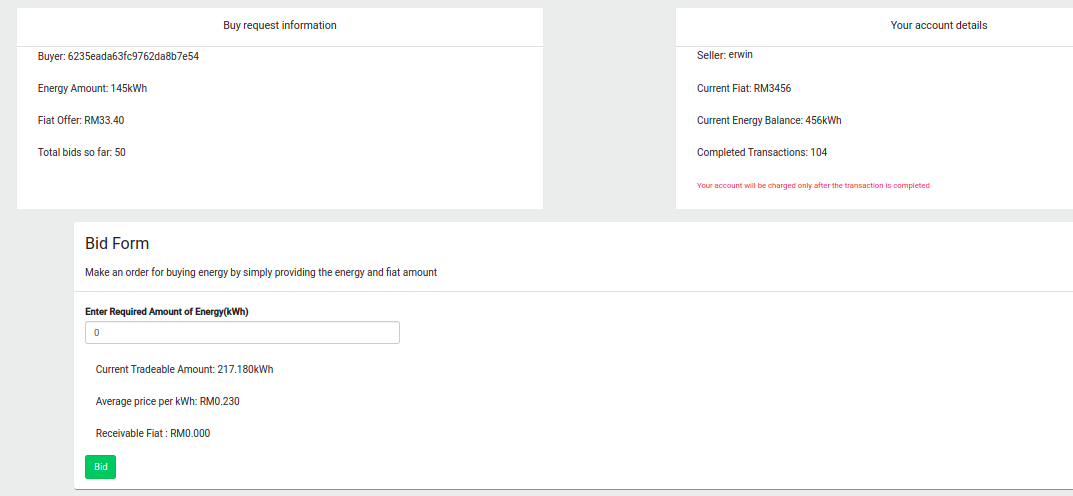 Buy request information
Buyer: 6235eada63fc9762da8b7e54
Energy Amount: 145kWh
Fiat Offer: RM33.40
Total bids so far: 50
Your account details
Seller: erwin
Current Fiat: RM3456
Current Energy Balance: 456kWh
Completed Transactions: 104
Your account will be charged only after the transaction is completed
Bid Form
Make an order for buying energy by simply providing the energy and fiat amount
Enter Required Amount of Energy(kWh)
0
Current Tradeable Amount: 217.180kWh
Average price per kWh: RM0.230
Receivable Fiat : RM0.000
Bid